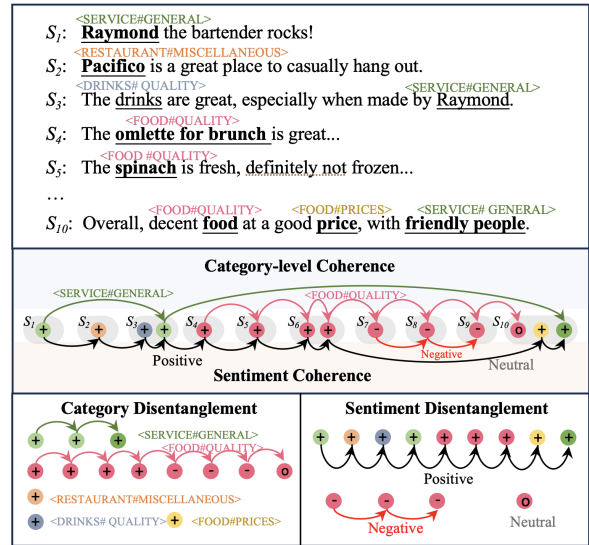 <SERVICE#GENERAL>
S1: Raymond the bartender rocks!
<RESTAURANT#MISCELLANEOUS>
S2: Pacifico is a great place to casually hang out.
<DRINKS# QUALITY> <SERVICE#GENERAL>
S3: The drinks are great, especially when made by Raymond.
<FOOD#QUALITY>
S4: The omlette for brunch is great...
<FOOD #QUALITY>
S5: The spinach is fresh, definitely not frozen...
...
<FOOD#QUALITY> <FOOD#PRICES> <SERVICE# GENERAL>
S10: Overall, decent food at a good price, with friendly people.
Category-level Coherence
<SERVICE#GENERAL> <FOOD#QUALITY>
S1 + S2 + S3 + + S4 + S5 + S6 + + S7 - S8 - S9 - S10 o + +
Positive Negative Neutral
Sentiment Coherence
Category Disentanglement
+ + + <SERVICE#GENERAL>
<FOOD#QUALITY>
+ + + + - - - o
+ <RESTAURANT#MISCELLANEOUS>
+ <DRINKS# QUALITY> + <FOOD#PRICES>
Sentiment Disentanglement
+ + + + + + + + +
Positive
- - - o
Negative Neutral